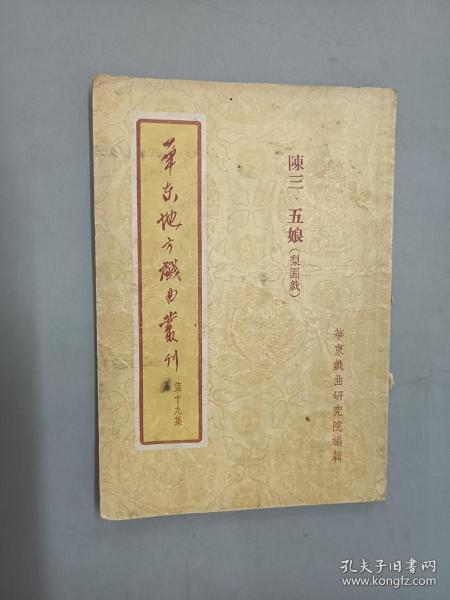 陳三、五娘(梨園戲)
華东地方戲曲叢刊
第十九集
華東戲曲研究院編輯
孔夫子旧书网
www.kongfz.com